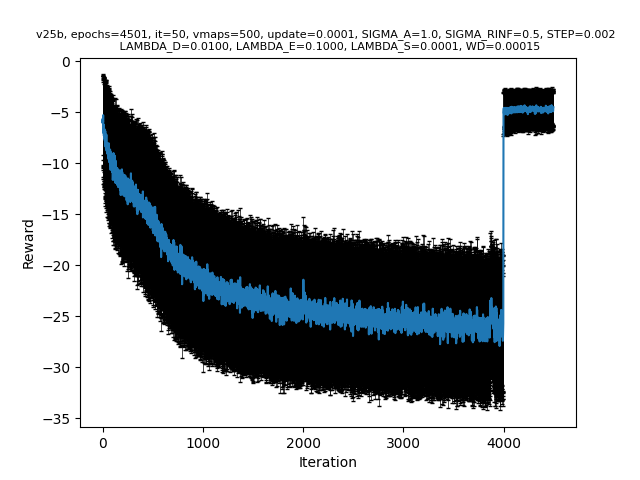 v25b, epochs=4501, it=50, vmaps=500, update=0.0001, SIGMA_A=1.0, SIGMA_RINF=0.5, STEP=0.002
LAMBDA_D=0.0100, LAMBDA_E=0.1000, LAMBDA_S=0.0001, WD=0.00015
0
−5
−10
−15
−20
−25
−30
−35
Reward
0 1000 2000 3000 4000
Iteration